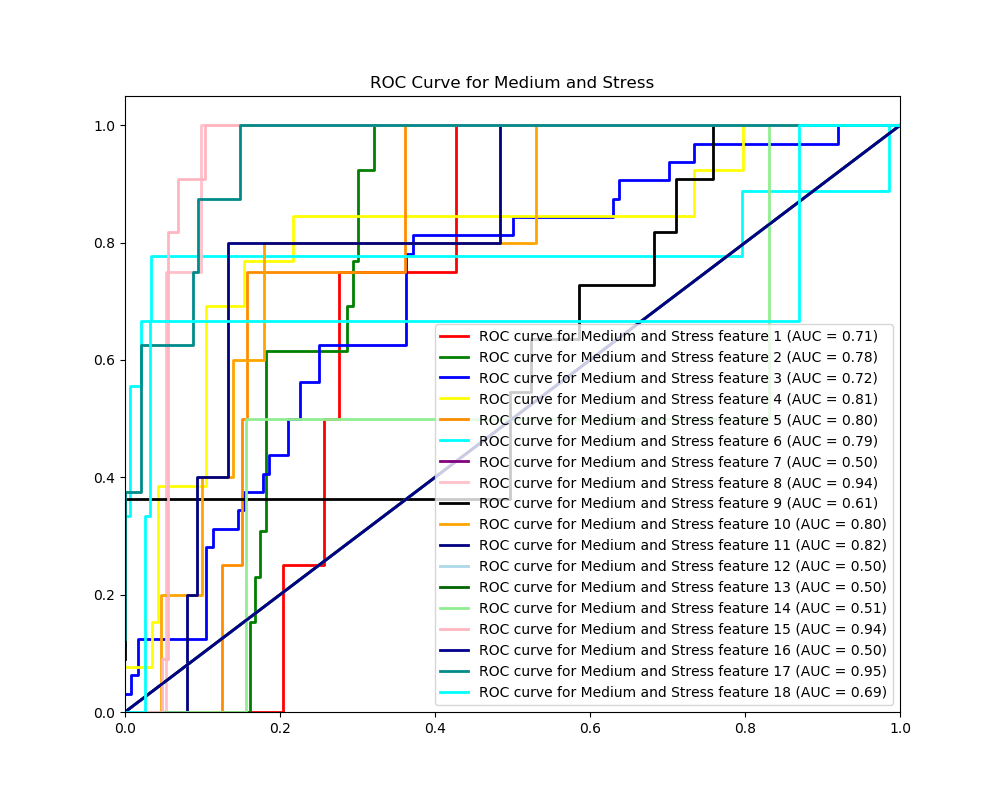 ROC Curve for Medium and Stress
1.0
0.8
0.6
0.4
0.2
0.0
ROC curve for Medium and Stress feature 1 (AUC = 0.71)
ROC curve for Medium and Stress feature 2 (AUC = 0.78)
ROC curve for Medium and Stress feature 3 (AUC = 0.72)
ROC curve for Medium and Stress feature 4 (AUC = 0.81)
ROC curve for Medium and Stress feature 5 (AUC = 0.80)
ROC curve for Medium and Stress feature 6 (AUC = 0.79)
ROC curve for Medium and Stress feature 7 (AUC = 0.50)
ROC curve for Medium and Stress feature 8 (AUC = 0.94)
ROC curve for Medium and Stress feature 9 (AUC = 0.61)
ROC curve for Medium and Stress feature 10 (AUC = 0.80)
ROC curve for Medium and Stress feature 11 (AUC = 0.82)
ROC curve for Medium and Stress feature 12 (AUC = 0.50)
ROC curve for Medium and Stress feature 13 (AUC = 0.50)
ROC curve for Medium and Stress feature 14 (AUC = 0.51)
ROC curve for Medium and Stress feature 15 (AUC = 0.94)
ROC curve for Medium and Stress feature 16 (AUC = 0.50)
ROC curve for Medium and Stress feature 17 (AUC = 0.95)
ROC curve for Medium and Stress feature 18 (AUC = 0.69)
0.0 0.2 0.4 0.6 0.8 1.0